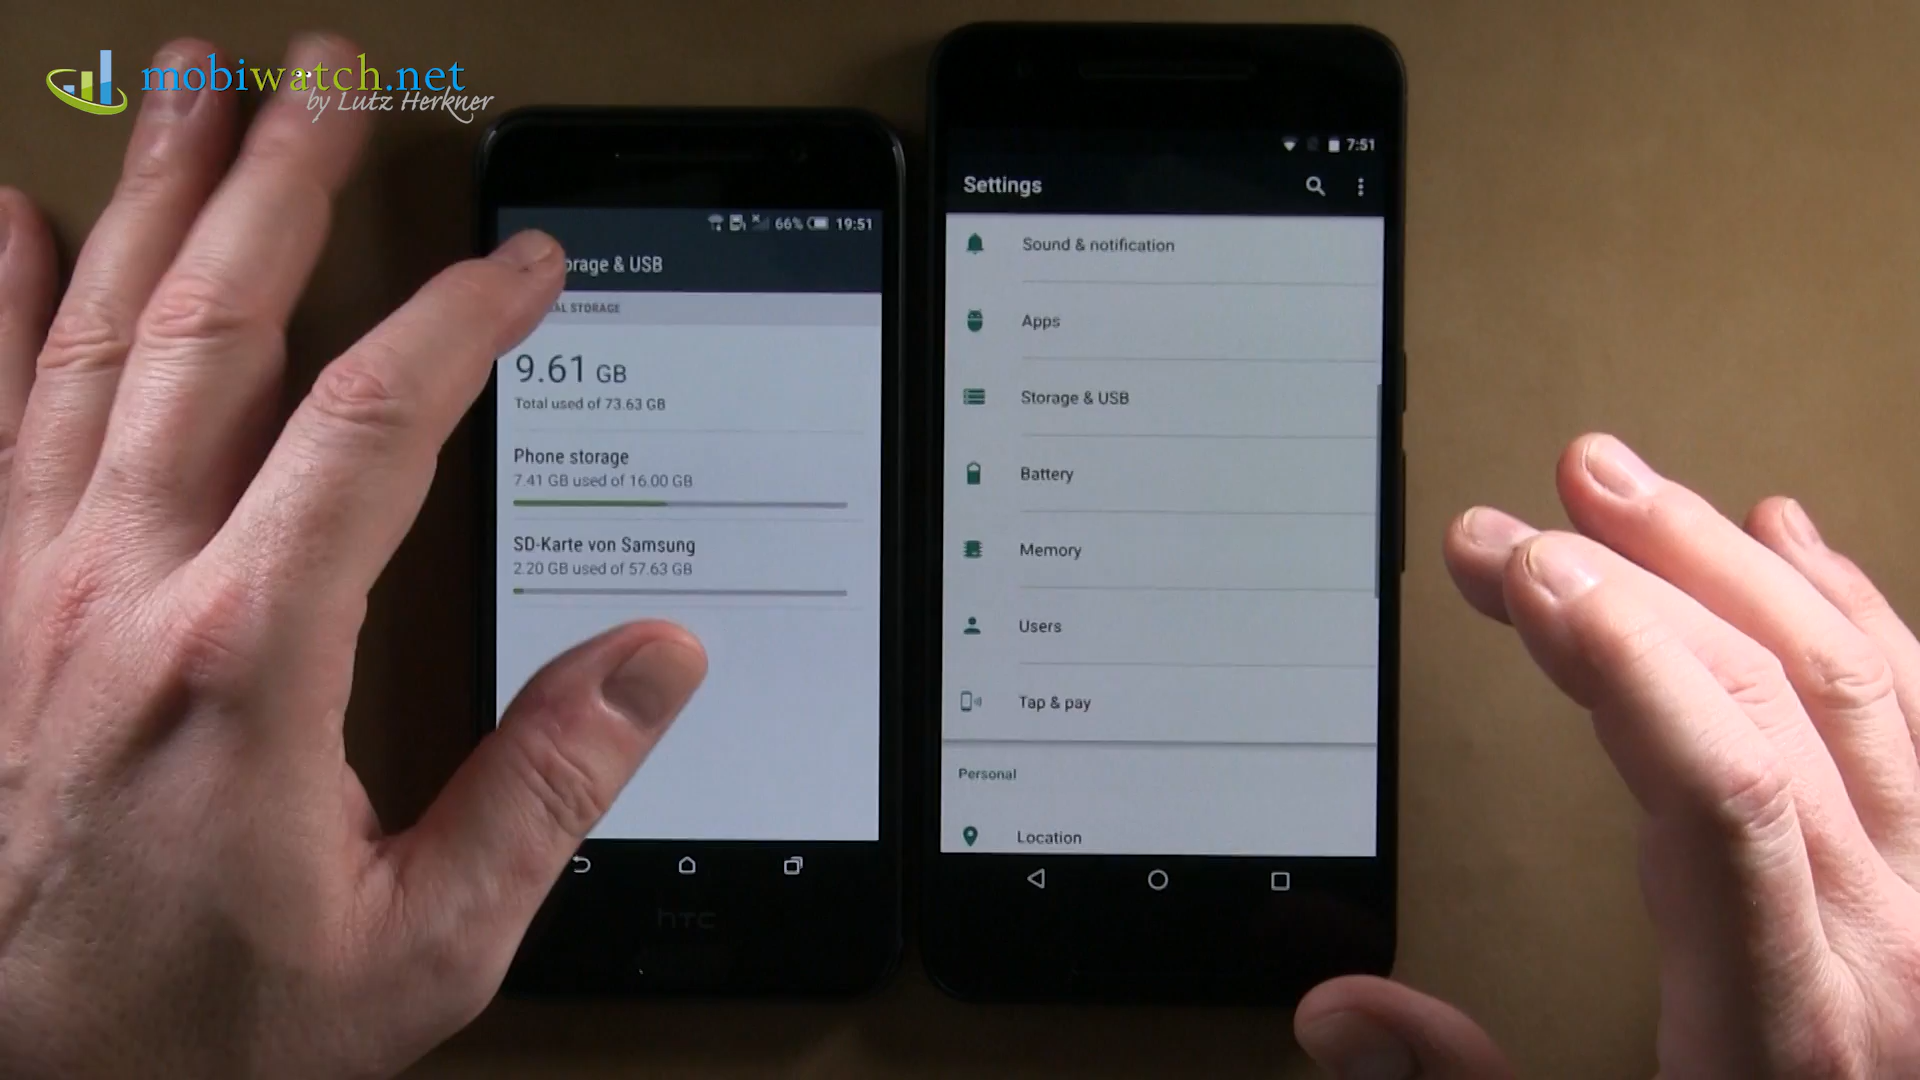 mobiwatch.net
by Lutz Herkner
66% 19:51
orage & USB
AL STORAGE
9.61 GB
Total used of 73.63 GB
Phone storage
7.41 GB used of 16.00 GB
SD-Karte von Samsung
2.20 GB used of 57.63 GB
hTC
7:51
Settings
Sound & notification
Apps
Storage & USB
Battery
Memory
Users
Tap & pay
Personal
Location